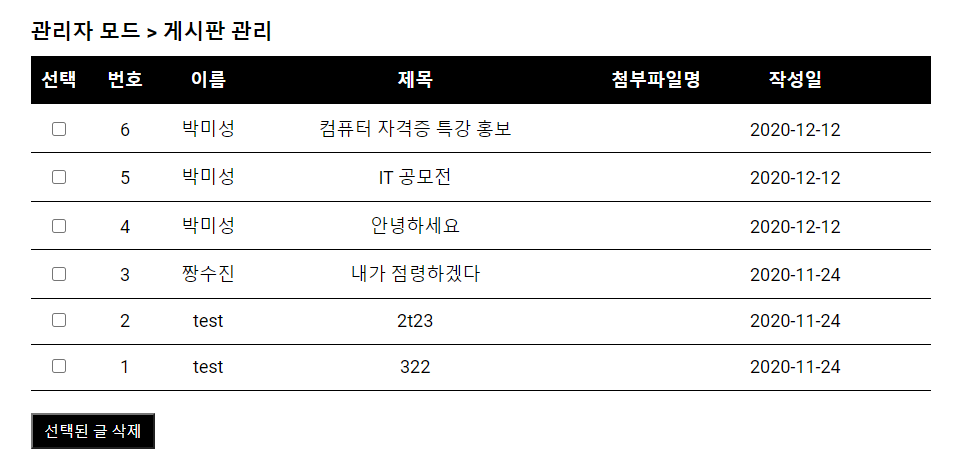 관리자 모드 > 게시판 관리
선택 번호 이름 제목 첨부파일명 작성일
6 박미성 컴퓨터 자격증 특강 홍보 2020-12-12
5 박미성 IT 공모전 2020-12-12
4 박미성 안녕하세요 2020-12-12
3 짱수진 내가 점령하겠다 2020-11-24
2 test 2t23 2020-11-24
1 test 322 2020-11-24
선택된 글 삭제